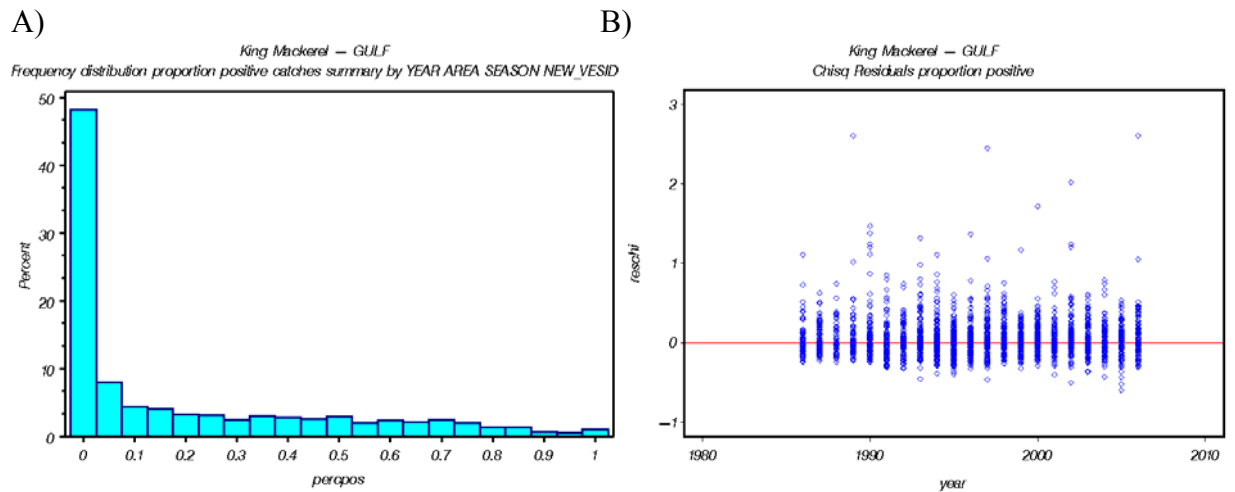 A)
King Mackerel – GULF
Frequency distribution proportion positive catches summary by YEAR AREA SEASON NEW_VESID
50
40
30
20
10
0
Percent
0 0.1 0.2 0.3 0.4 0.5 0.6 0.7 0.8 0.9 1
percpos
B)
King Mackerel – GULF
Chisq Residuals proportion positive
3
2
1
0
−1
reschi
1980 1990 2000 2010
year